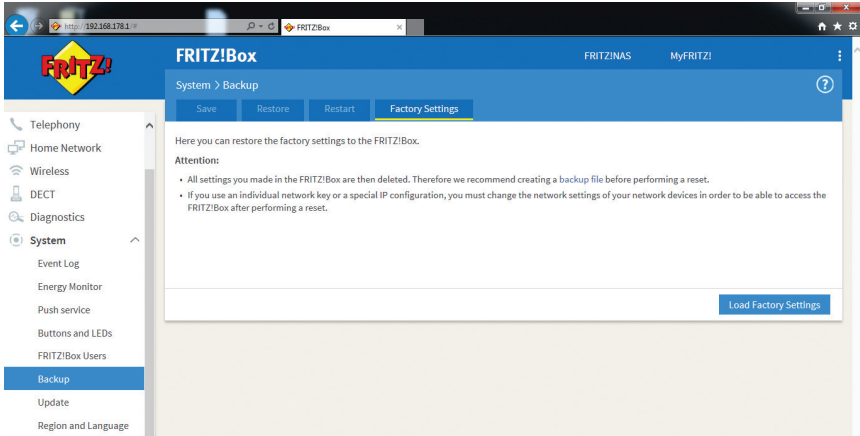 http://192.168.178.1/#
FRITZ!Box
FRITZ!
FRITZ!Box
FRITZ!NAS
MyFRITZ!
System > Backup
Save
Restore
Restart
Factory Settings
Telephony
Home Network
Wireless
DECT
Diagnostics
System
Event Log
Energy Monitor
Push service
Buttons and LEDs
FRITZ!Box Users
Backup
Update
Region and Language
Here you can restore the factory settings to the FRITZ!Box.
Attention:
• All settings you made in the FRITZ!Box are then deleted. Therefore we recommend creating a backup file before performing a reset.
• If you use an individual network key or a special IP configuration, you must change the network settings of your network devices in order to be able to access the
FRITZ!Box after performing a reset.
Load Factory Settings